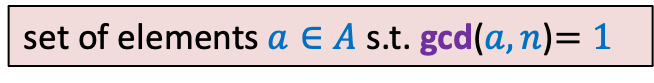 set of elements a ∈ A s.t. gcd(a, n)= 1